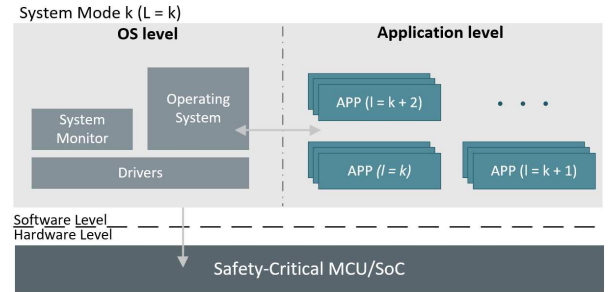 System Mode k (L = k)
OS level
Application level
Operating
System
System
Monitor
Drivers
APP (l = k + 2)
. . .
APP (l = k)
APP (l = k + 1)
Software Level
Hardware Level
Safety-Critical MCU/SoC